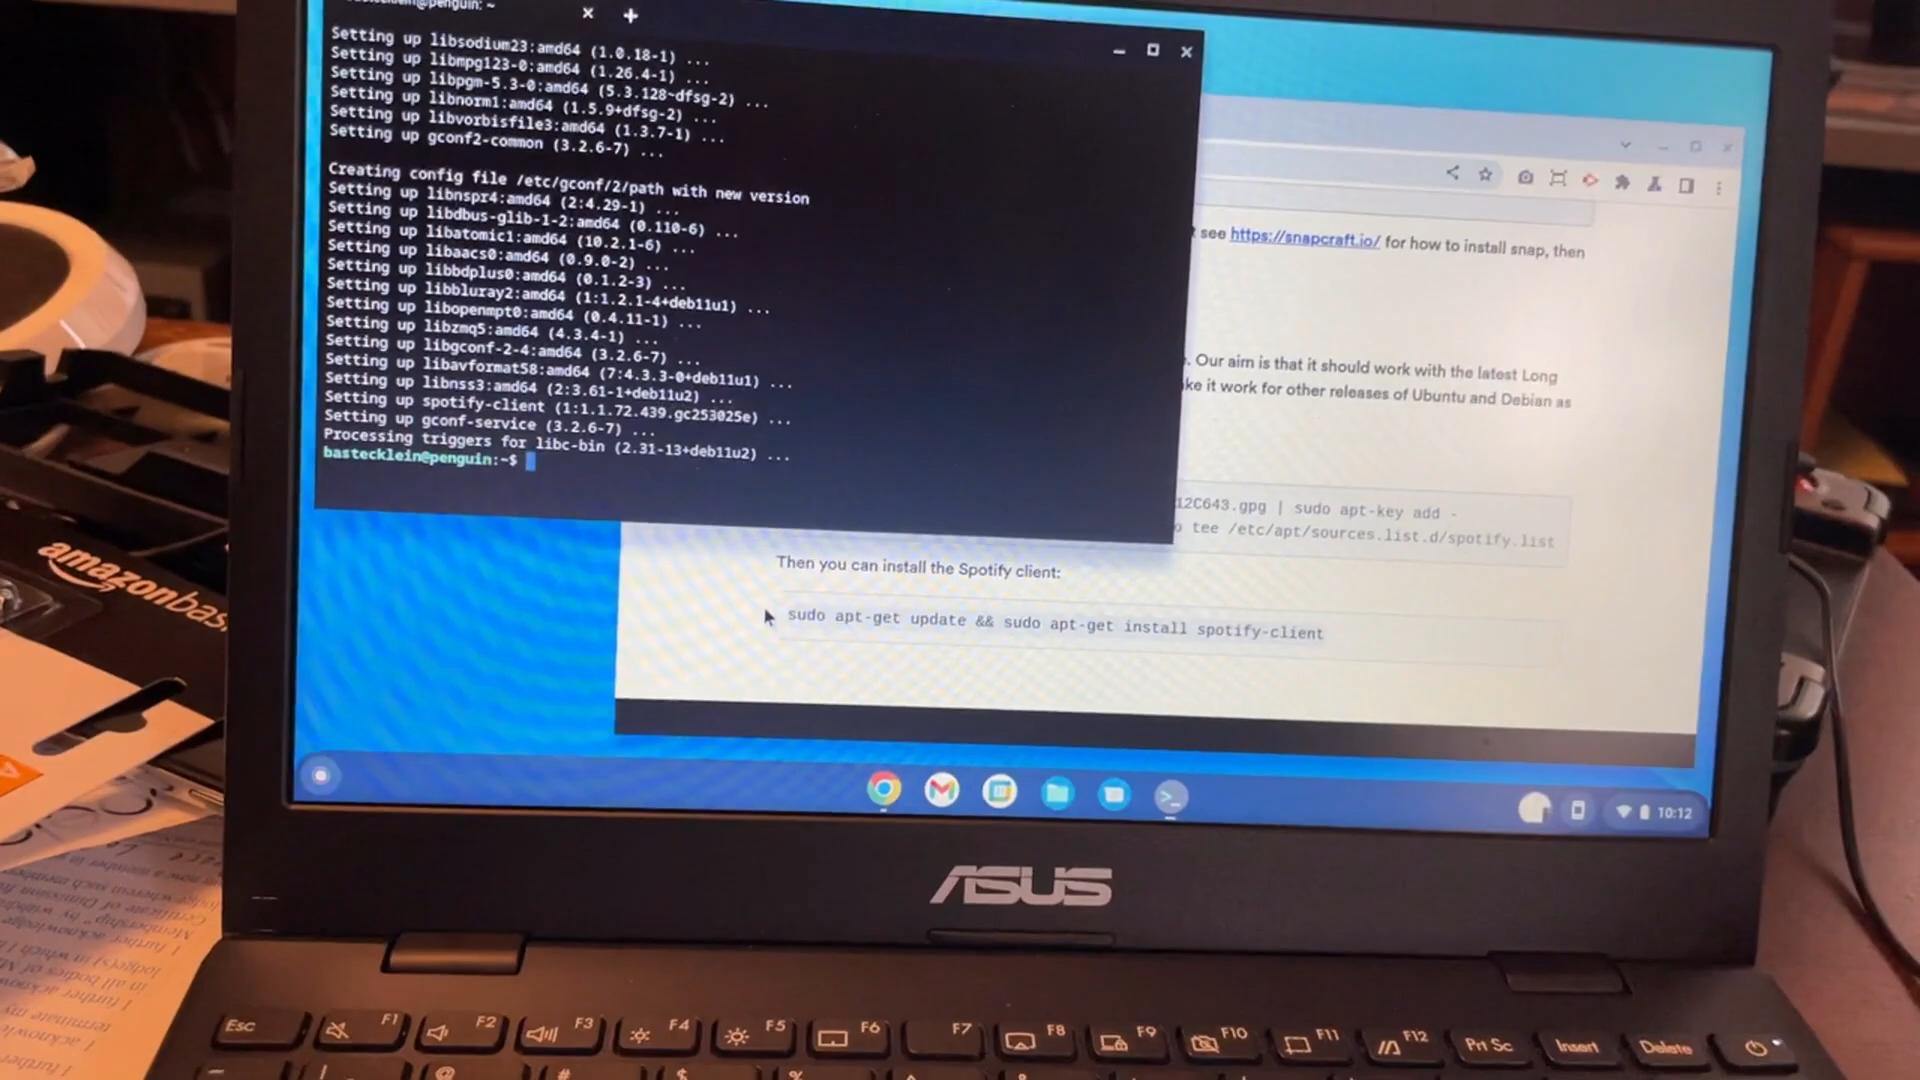 bastecklein@penguin: ~
Setting up libsodium23:amd64 (1.0.18-1) ...
Setting up libmpg123-0:amd64 (1.26.4-1) ...
Setting up libpgm-5.3-0:amd64 (5.3.128~dfsg-2) ...
Setting up libnorm1:amd64 (1.5.9+dfsg-2) ...
Setting up libvorbisfile3:amd64 (1.3.7-1) ...
Setting up gconf2-common (3.2.6-7) ...
Creating config file /etc/gconf/2/path with new version
Setting up libnspr4:amd64 (2:4.29-1) ...
Setting up libdbus-glib-1-2:amd64 (0.110-6) ...
Setting up libatomic1:amd64 (10.2.1-6) ...
Setting up libaacs0:amd64 (0.9.0-2) ...
Setting up libbdplus0:amd64 (0.1.2-3) ...
Setting up libbluray2:amd64 (1:1.2.1-4+deb11u1) ...
Setting up libopenmpt0:amd64 (0.4.11-1) ...
Setting up libzmq5:amd64 (4.3.4-1) ...
Setting up libgconf-2-4:amd64 (3.2.6-7) ...
Setting up libavformat58:amd64 (7:4.3.3-0+deb11u1) ...
Setting up libnss3:amd64 (2:3.61-1+deb11u2) ...
Setting up spotify-client (1:1.1.72.439.gc253025e) ...
Setting up gconf-service (3.2.6-7) ...
Processing triggers for libc-bin (2.31-13+deb11u2) ...
bastecklein@penguin:~$
see https://snapcraft.io/ for how to install snap, then
. Our aim is that it should work with the latest Long
ke it work for other releases of Ubuntu and Debian as
12C643.gpg | sudo apt-key add -
tee /etc/apt/sources.list.d/spotify.list
Then you can install the Spotify client:
sudo apt-get update && sudo apt-get install spotify-client
10:12
ASUS
amazonbas
Esc F1 F2 F3 F4 F5 F6 F7 F8 F9 F10 F11 F12 Prt Sc Insert Delete
@ # $ %